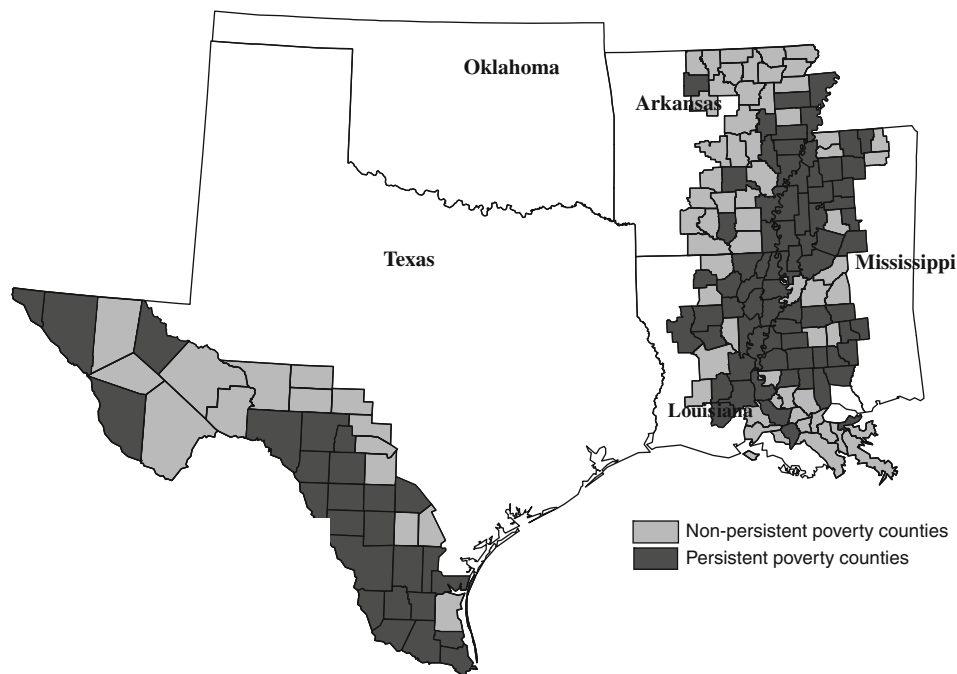 Oklahoma
Arkansas
Texas
Mississippi
Louisiana
Non-persistent poverty counties
Persistent poverty counties